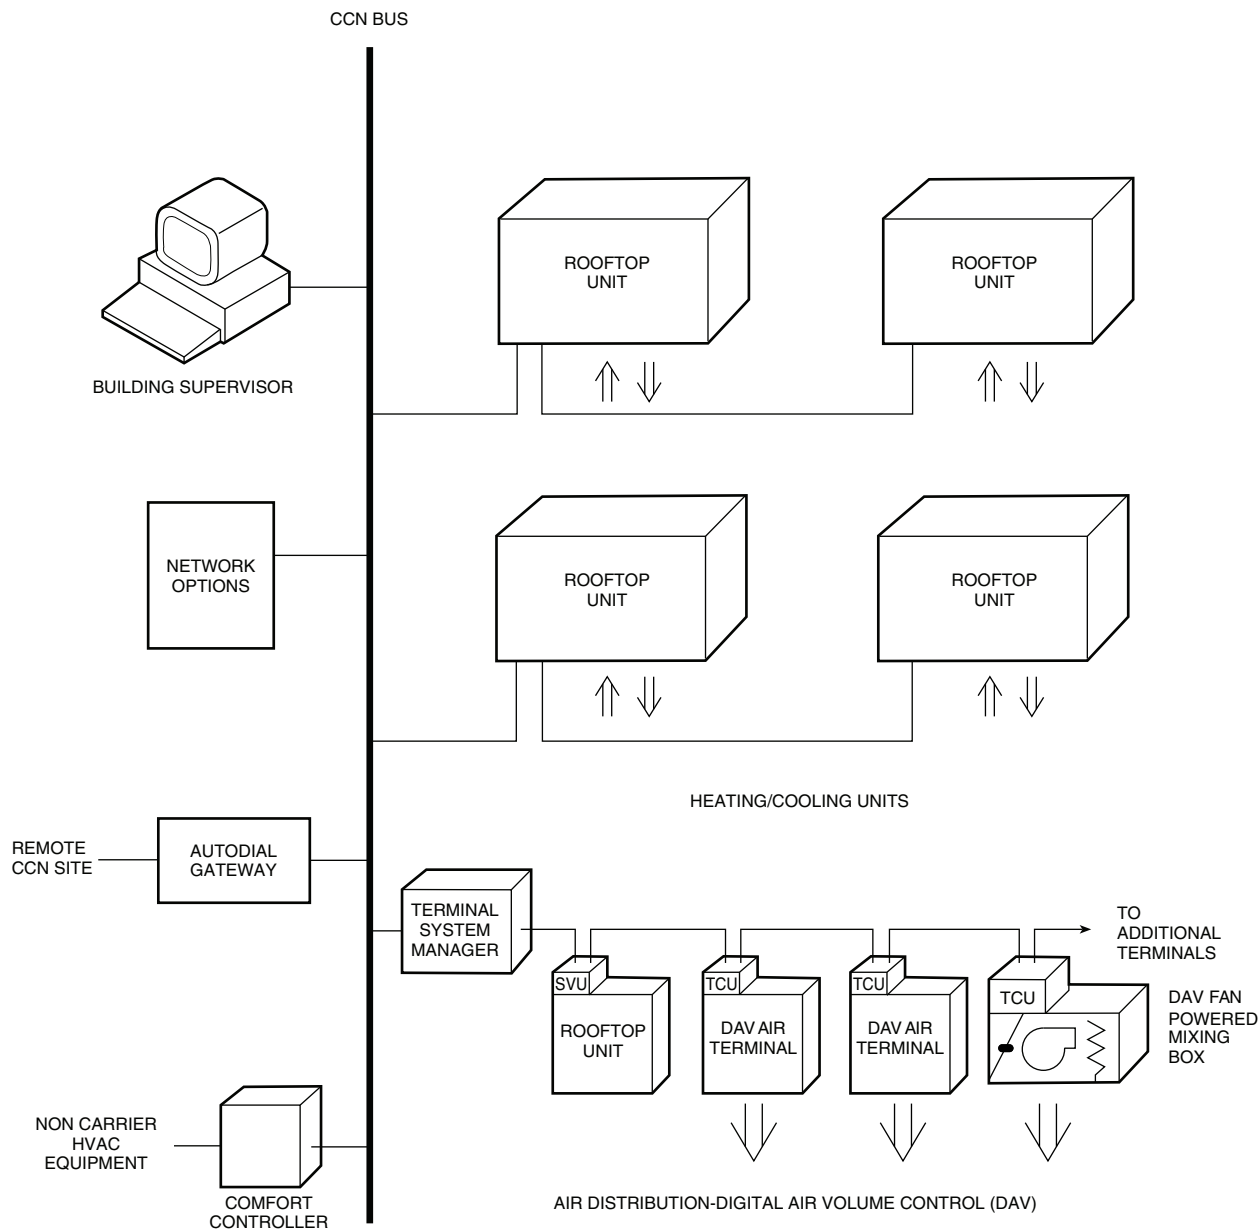 CCN BUS
ROOFTOP
UNIT
ROOFTOP
UNIT
BUILDING SUPERVISOR
NETWORK
OPTIONS
ROOFTOP
UNIT
ROOFTOP
UNIT
HEATING/COOLING UNITS
REMOTE
CCN SITE
AUTODIAL
GATEWAY
TERMINAL
SYSTEM
MANAGER
TO
ADDITIONAL
TERMINALS
SVU
ROOFTOP
UNIT
TCU
DAV AIR
TERMINAL
TCU
DAV AIR
TERMINAL
TCU
DAV FAN
POWERED
MIXING
BOX
NON CARRIER
HVAC
EQUIPMENT
COMFORT
CONTROLLER
AIR DISTRIBUTION-DIGITAL AIR VOLUME CONTROL (DAV)